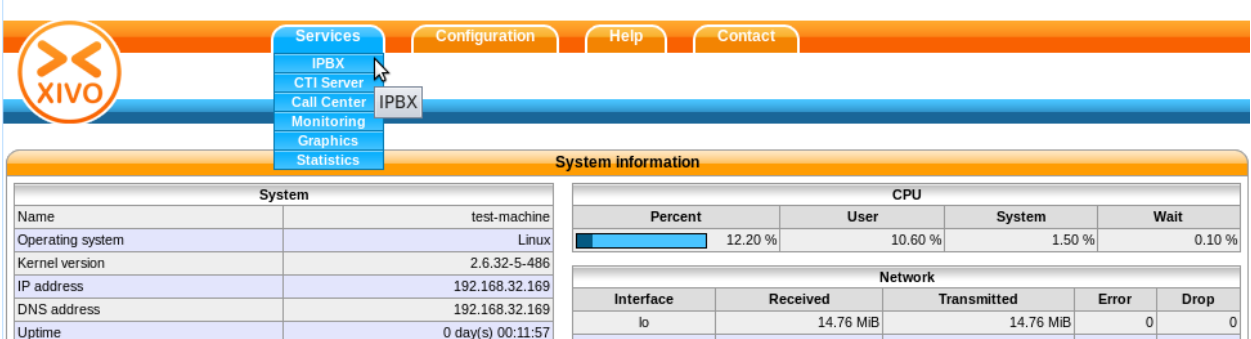 Services Configuration Help Contact
XIVO
IPBX
CTI Server
Call Center
IPBX
Monitoring
Graphics
Statistics
System information
System
Name test-machine
Operating system Linux
Kernel version 2.6.32-5-486
IP address 192.168.32.169
DNS address 192.168.32.169
Uptime 0 day(s) 00:11:57
CPU
Percent User System Wait
12.20 % 10.60 % 1.50 % 0.10 %
Network
Interface Received Transmitted Error Drop
lo 14.76 MiB 14.76 MiB 0 0